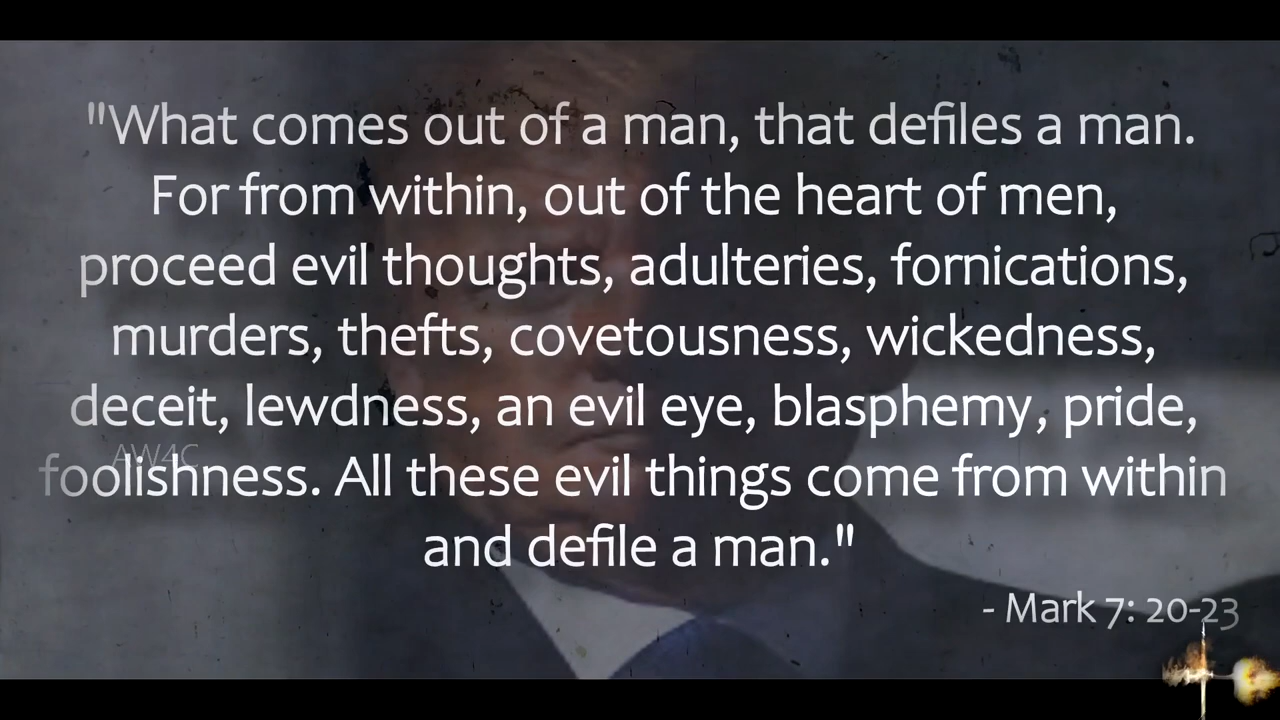 "What comes out of a man, that defiles a man.
For from within, out of the heart of men,
proceed evil thoughts, adulteries, fornications,
murders, thefts, covetousness, wickedness,
deceit, lewdness, an evil eye, blasphemy, pride,
AW4C
foolishness. All these evil things come from within
and defile a man."
- Mark 7: 20-23